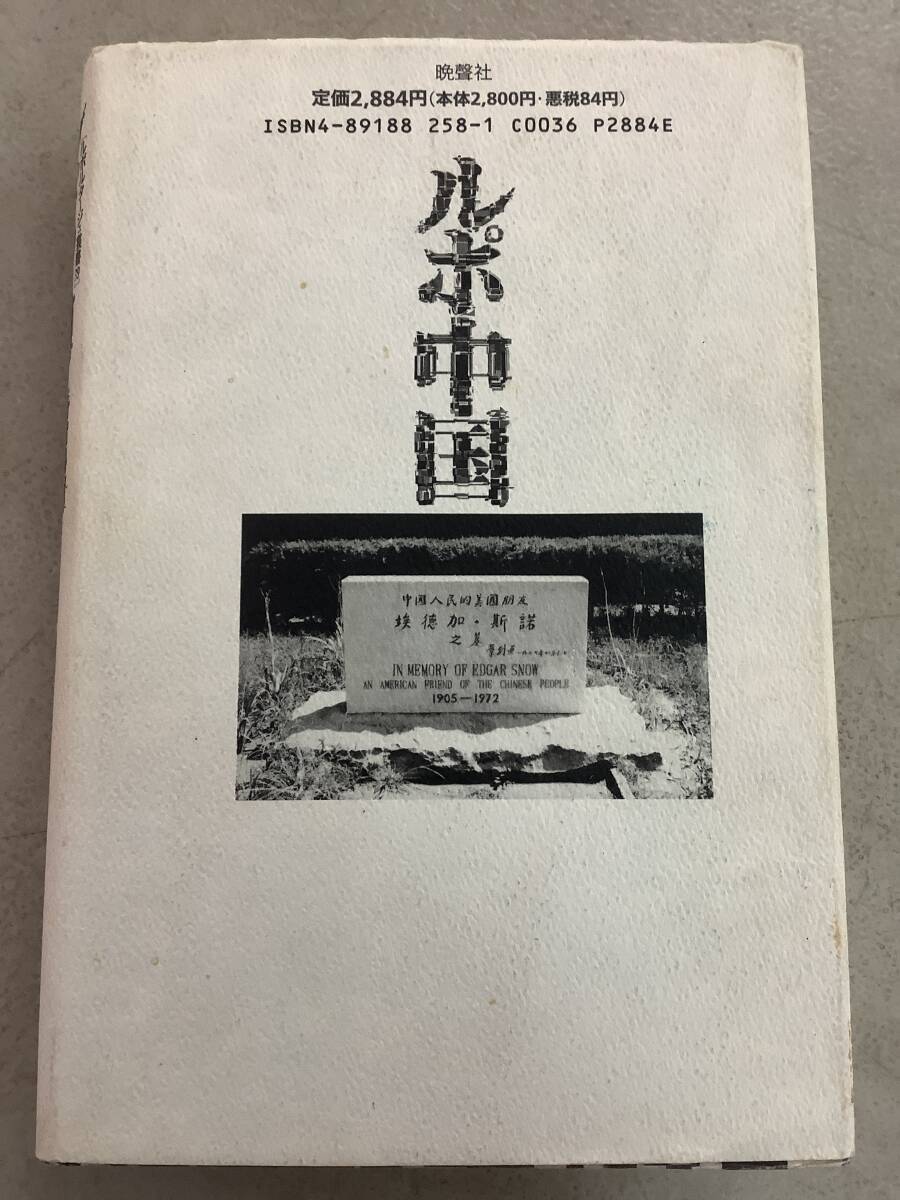 晩聲社
定価2,884円(本体2,800円·悪税84円)
ISBN4-89188 258-1 C0036 P2884E
ルポ中国
中國人民的美國朋友
埃德加·斯諾
之墓
IN MEMORY OF EDGAR SNOW
AN AMERICAN FRIEND OF THE CHINESE PEOPLE
1905—1972